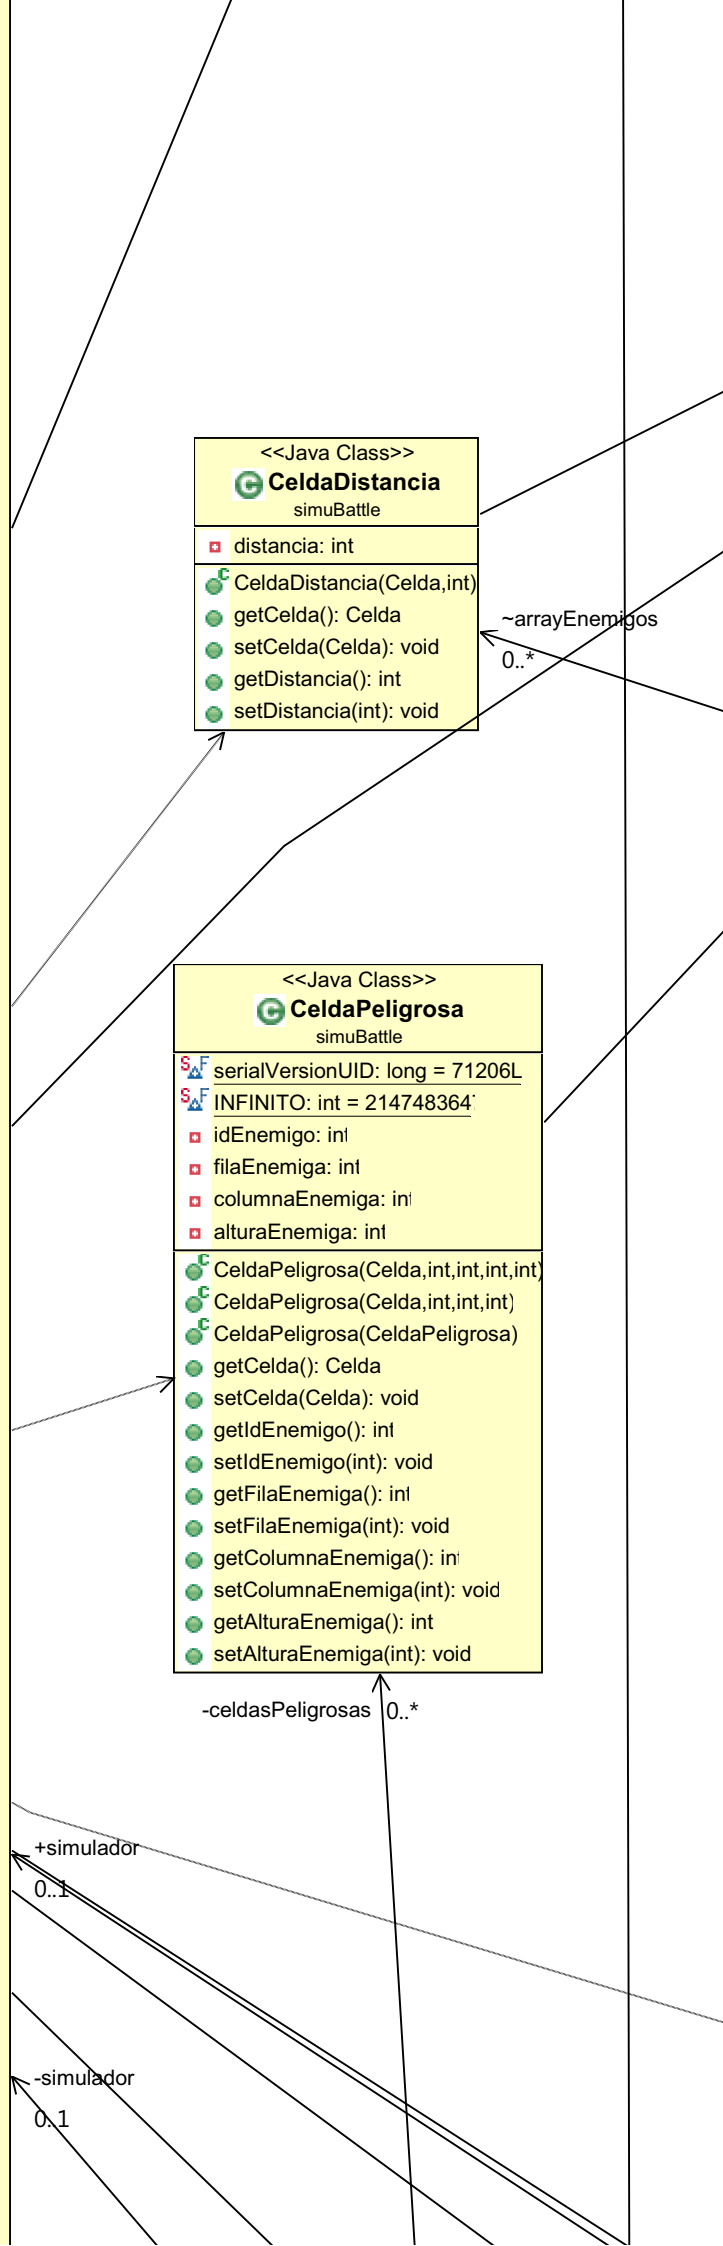 <<Java Class>>
CeldaDistancia
simuBattle
distancia: int
CeldaDistancia(Celda,int)
getCelda(): Celda
setCelda(Celda): void
getDistancia(): int
setDistancia(int): void
~arrayEnemigos
0..*
<<Java Class>>
CeldaPeligrosa
simuBattle
serialVersionUID: long = 71206L
INFINITO: int = 214748364
idEnemigo: int
filaEnemiga: int
columnaEnemiga: int
alturaEnemiga: int
CeldaPeligrosa(Celda,int,int,int,int)
CeldaPeligrosa(Celda,int,int,int)
CeldaPeligrosa(CeldaPeligrosa)
getCelda(): Celda
setCelda(Celda): void
getIdEnemigo(): int
setIdEnemigo(int): void
getFilaEnemiga(): int
setFilaEnemiga(int): void
getColumnaEnemiga(): int
setColumnaEnemiga(int): void
getAlturaEnemiga(): int
setAlturaEnemiga(int): void
-celdasPeligrosas 0..*
+simulador
0..1
-simulador
0..1